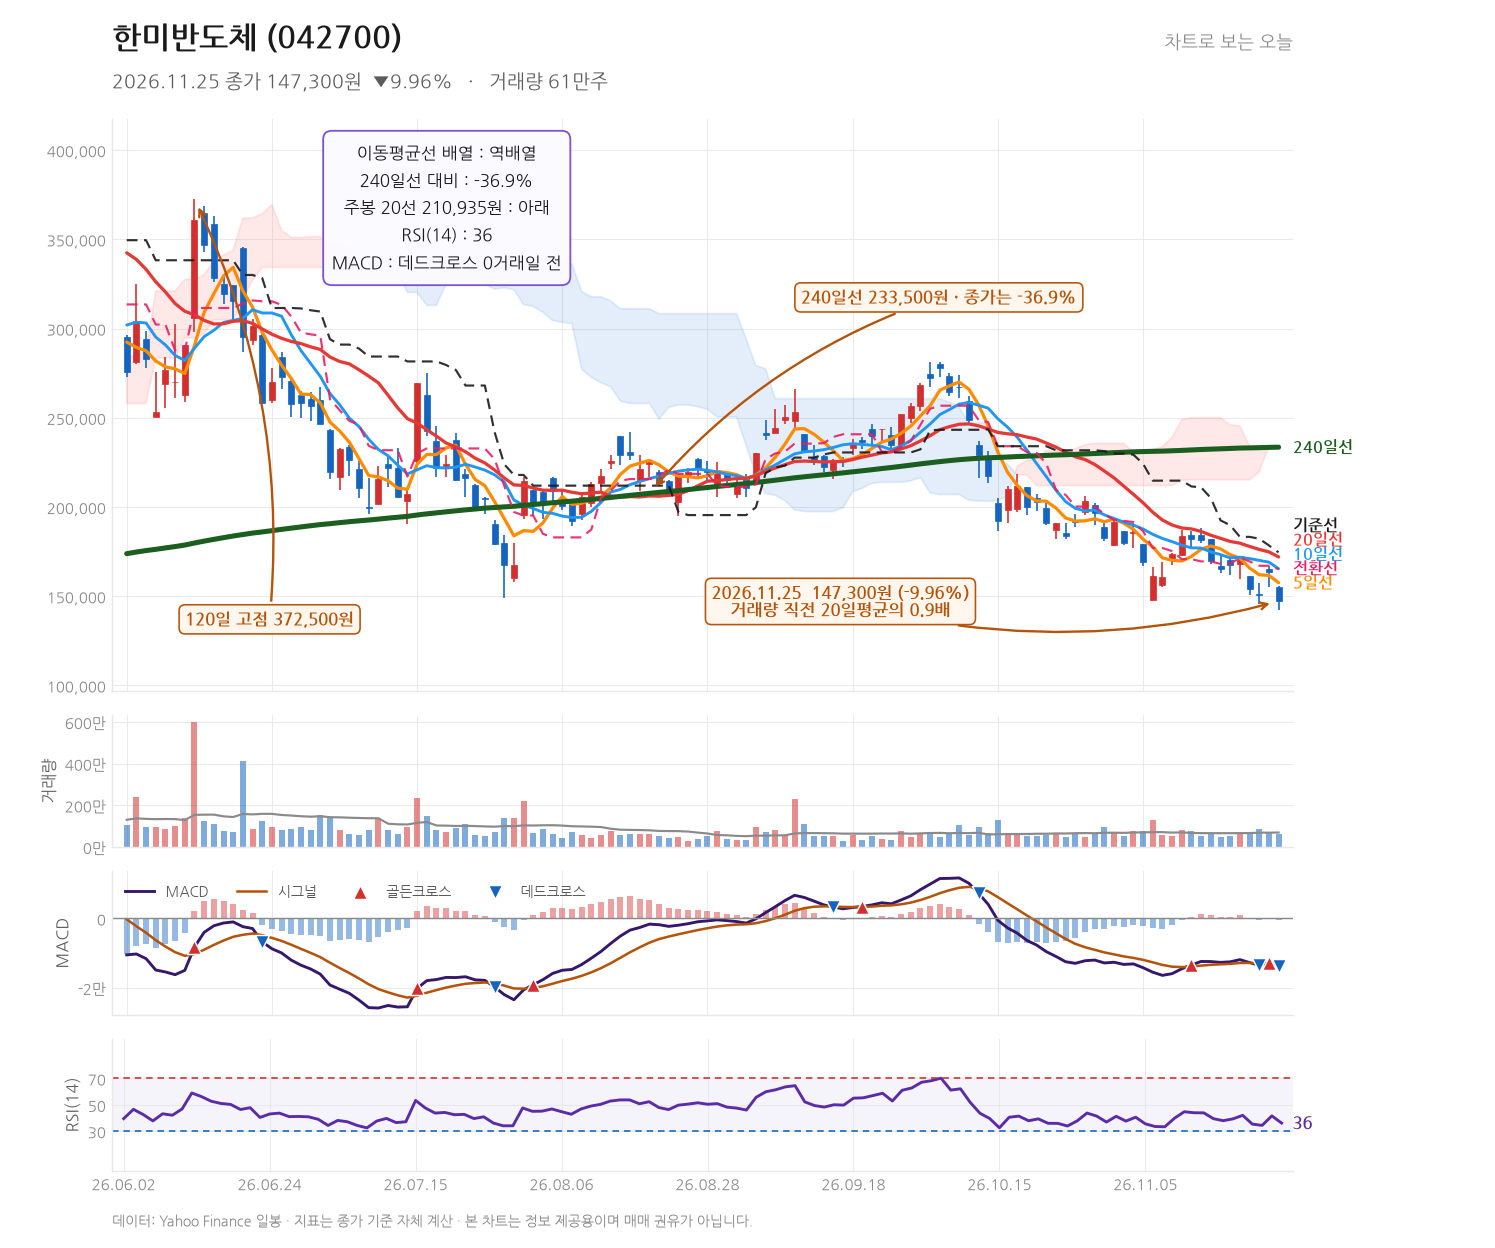 한미반도체 (042700)
차트로 보는 오늘
2026.11.25 종가 147,300원 ▼9.96% · 거래량 61만주
400,000
350,000
300,000
250,000
200,000
150,000
100,000
이동평균선 배열 : 역배열
240일선 대비 : -36.9%
주봉 20선 210,935원 : 아래
RSI(14) : 36
MACD : 데드크로스 0거래일 전
240일선 233,500원 · 종가는 -36.9%
120일 고점 372,500원
2026.11.25 147,300원 (-9.96%)
거래량 직전 20일평균의 0.9배
240일선
기준선
20일선
10일선
전환선
5일선
거래량
600만
400만
200만
0만
MACD
MACD
시그널
골든크로스
데드크로스
0
-2만
RSI(14)
70
50
30
36
26.06.02
26.06.24
26.07.15
26.08.06
26.08.28
26.09.18
26.10.15
26.11.05
데이터: Yahoo Finance 일봉 · 지표는 종가 기준 자체 계산 · 본 차트는 정보 제공용이며 매매 권유가 아닙니다.